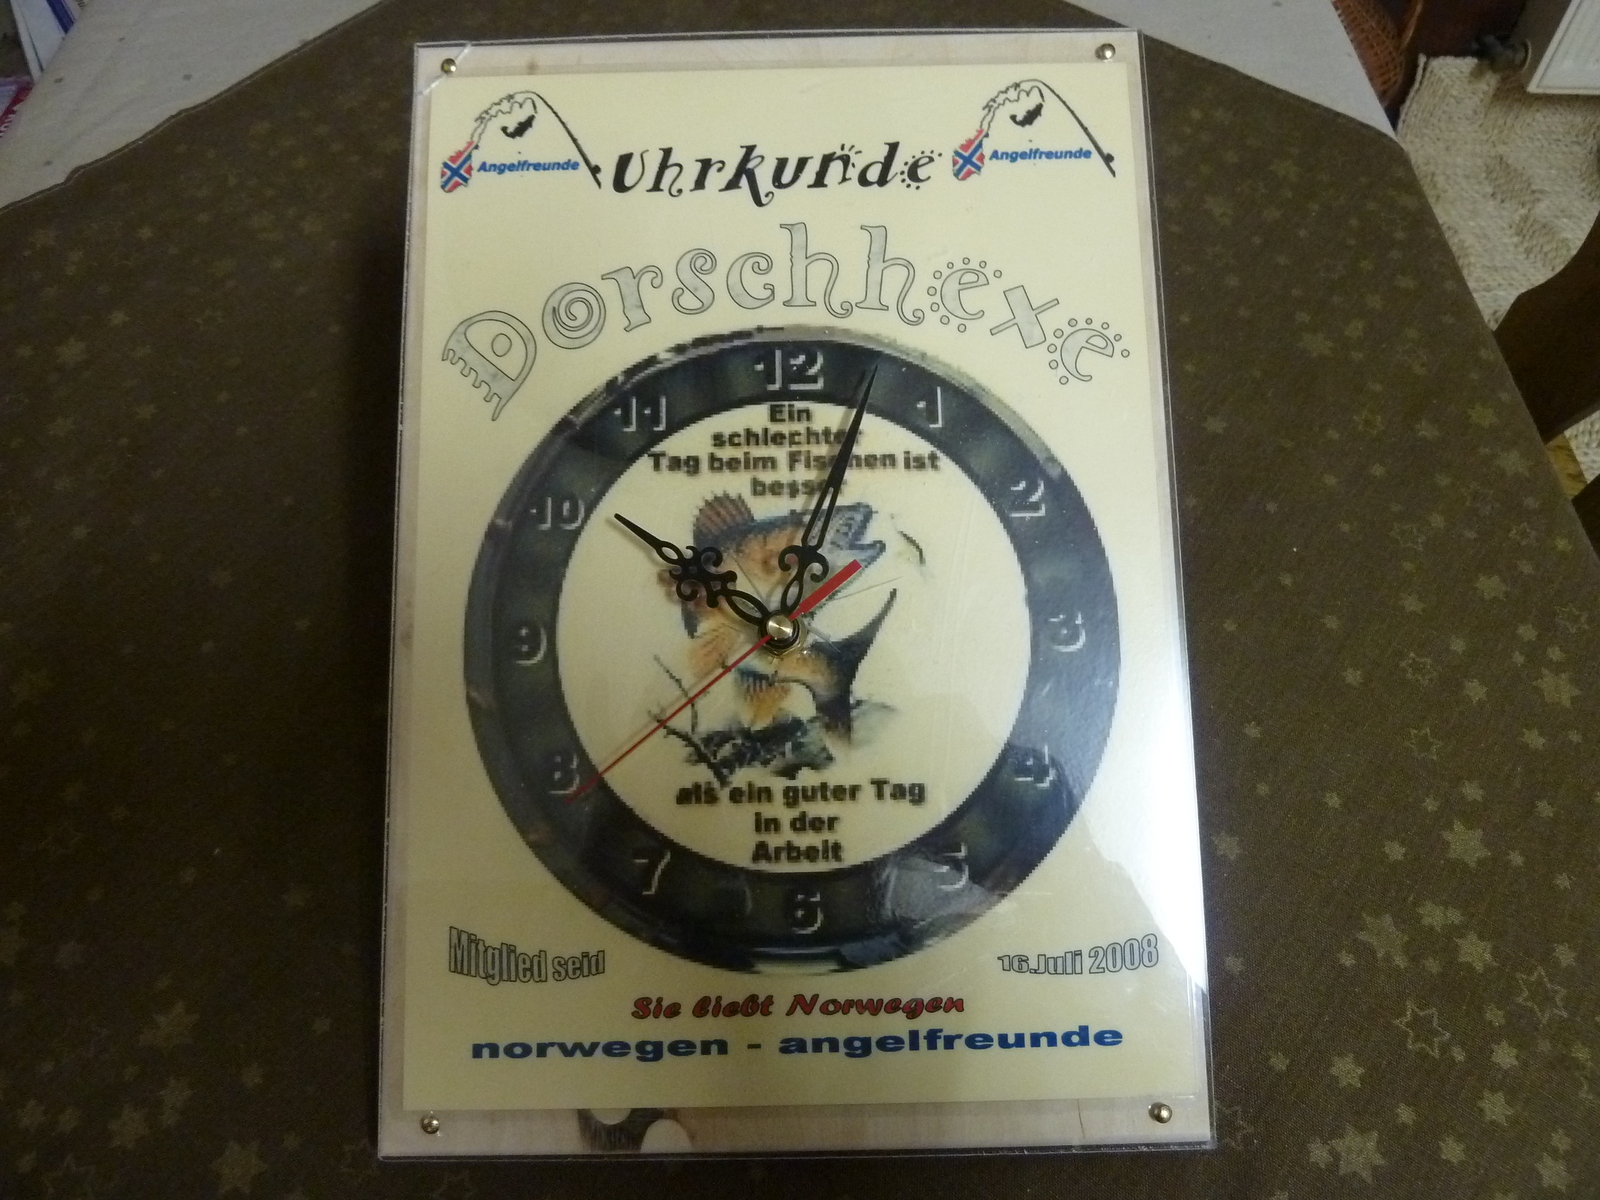 Angelfreunde Uhrkunde Angelfreunde
Dorschhexe
12
11 1
Ein
schlechter
Tag beim Fischen ist
besser
10 2
9 3
8 4
als ein guter Tag
in der
Arbeit
7 5
6
Mitglied seid 16.Juli 2008
Sie liebt Norwegen
norwegen - angelfreunde